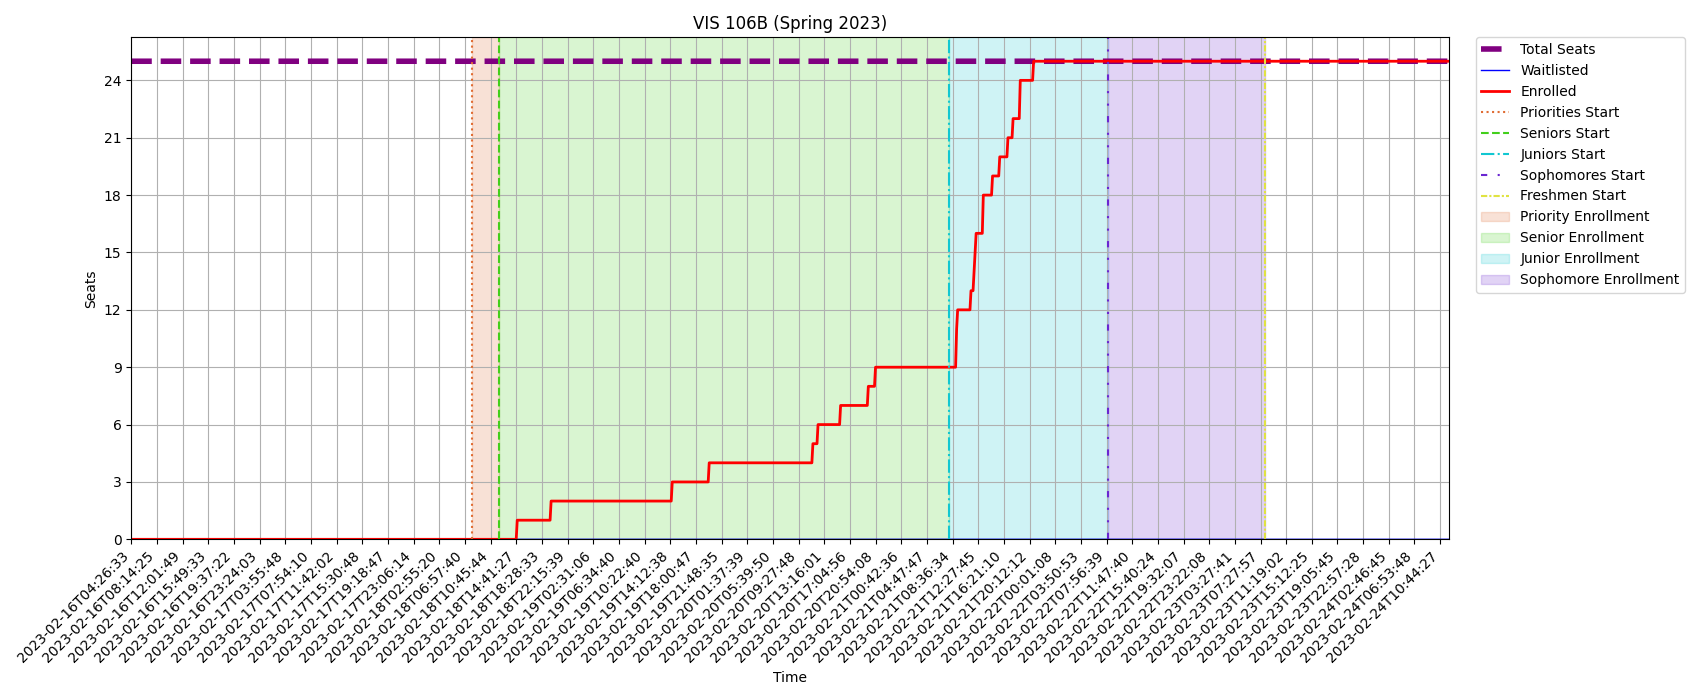 VIS 106B (Spring 2023)
Total Seats
Waitlisted
Enrolled
Priorities Start
Seniors Start
Juniors Start
Sophomores Start
Freshmen Start
Priority Enrollment
Senior Enrollment
Junior Enrollment
Sophomore Enrollment
Seats
24
21
18
15
12
9
6
3
0
2023-02-16T04:26:33
2023-02-16T08:14:25
2023-02-16T12:01:49
2023-02-16T15:49:33
2023-02-16T19:37:22
2023-02-16T23:24:03
2023-02-17T03:55:48
2023-02-17T07:54:10
2023-02-17T11:42:02
2023-02-17T15:30:48
2023-02-17T19:18:47
2023-02-17T23:06:14
2023-02-18T02:55:20
2023-02-18T06:57:40
2023-02-18T10:45:44
2023-02-18T14:41:27
2023-02-18T18:28:33
2023-02-18T22:15:39
2023-02-19T02:31:06
2023-02-19T06:34:40
2023-02-19T10:22:40
2023-02-19T14:12:38
2023-02-19T18:00:47
2023-02-19T21:48:35
2023-02-20T01:37:39
2023-02-20T05:39:50
2023-02-20T09:27:48
2023-02-20T13:16:01
2023-02-20T17:04:56
2023-02-20T20:54:08
2023-02-21T00:42:36
2023-02-21T04:47:47
2023-02-21T08:36:34
2023-02-21T12:27:45
2023-02-21T16:21:10
2023-02-21T20:12:12
2023-02-22T00:01:08
2023-02-22T03:50:53
2023-02-22T07:56:39
2023-02-22T11:47:40
2023-02-22T15:40:24
2023-02-22T19:32:07
2023-02-22T23:22:08
2023-02-23T03:27:41
2023-02-23T07:27:57
2023-02-23T11:19:02
2023-02-23T15:12:25
2023-02-23T19:05:45
2023-02-23T22:57:28
2023-02-24T02:46:45
2023-02-24T06:53:48
2023-02-24T10:44:27
Time